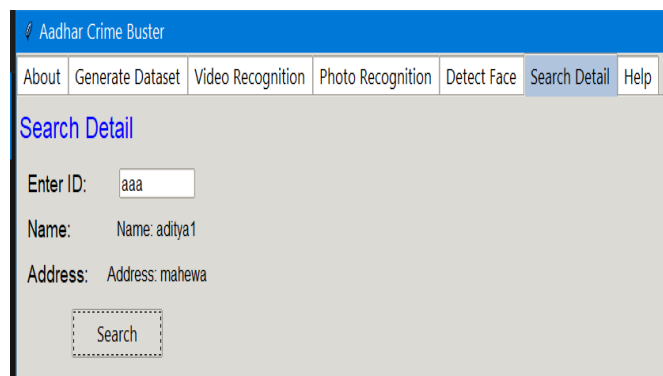 Aadhar Crime Buster
About Generate Dataset Video Recognition Photo Recognition Detect Face Search Detail Help
Search Detail
Enter ID: aaa
Name: Name: aditya1
Address: Address: mahewa
Search